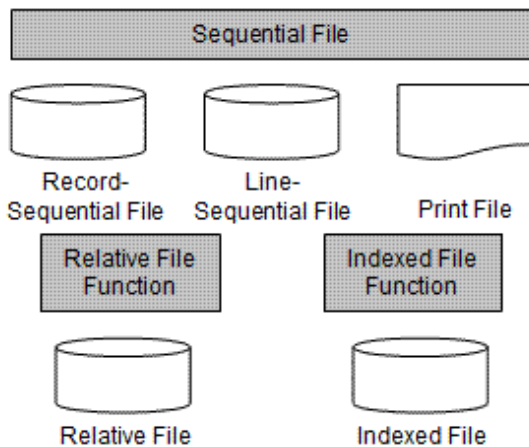 Sequential File
Record-
Sequential File
Line-
Sequential File
Print File
Relative File
Function
Indexed File
Function
Relative File
Indexed File